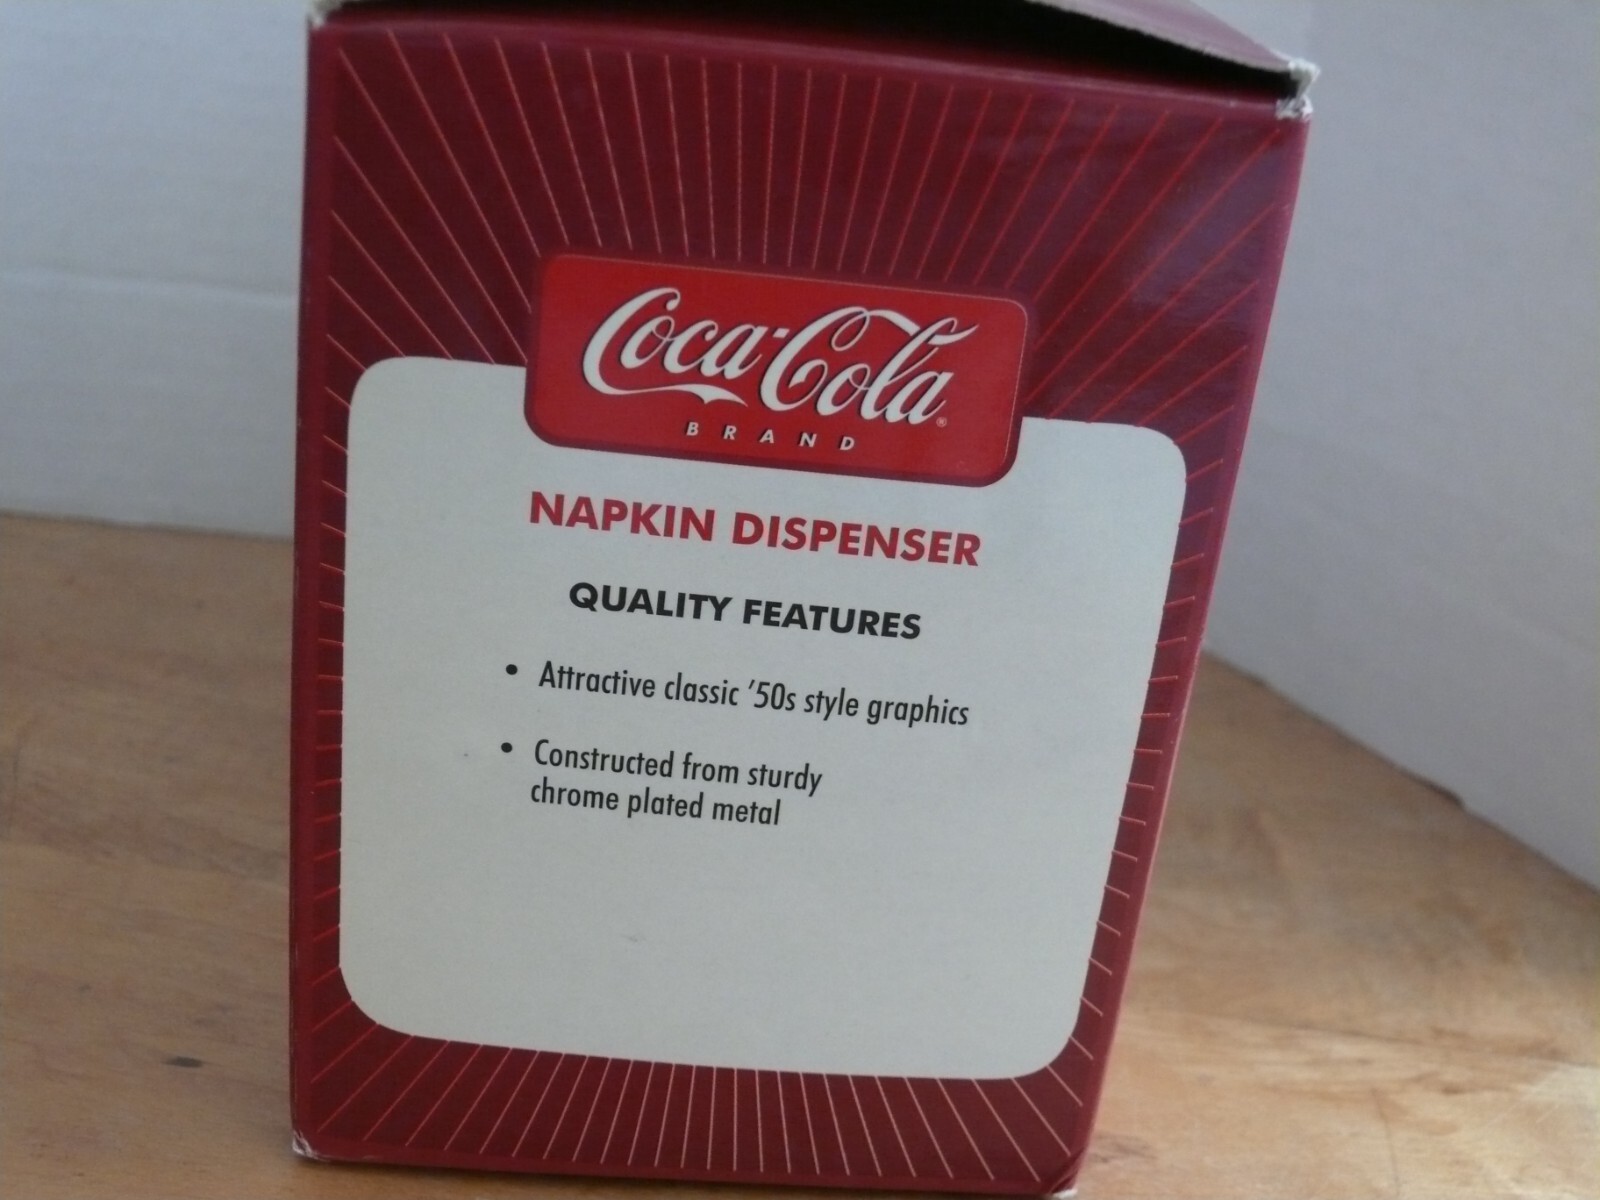 Coca-Cola®
BRAND
NAPKIN DISPENSER
QUALITY FEATURES
• Attractive classic '50s style graphics
• Constructed from sturdy
chrome plated metal